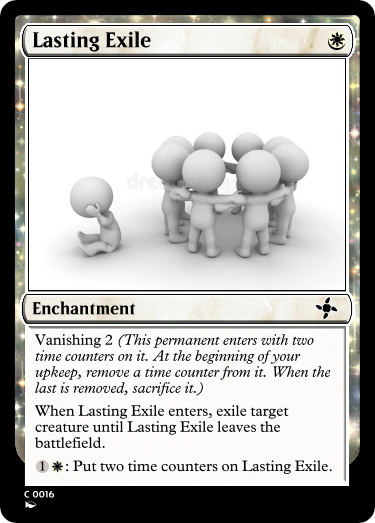 Lasting Exile
Enchantment
Vanishing 2 (This permanent enters with two
time counters on it. At the beginning of your
upkeep, remove a time counter from it. When the
last is removed, sacrifice it.)
When Lasting Exile enters, exile target
creature until Lasting Exile leaves the
battlefield.
1: Put two time counters on Lasting Exile.
C 0016